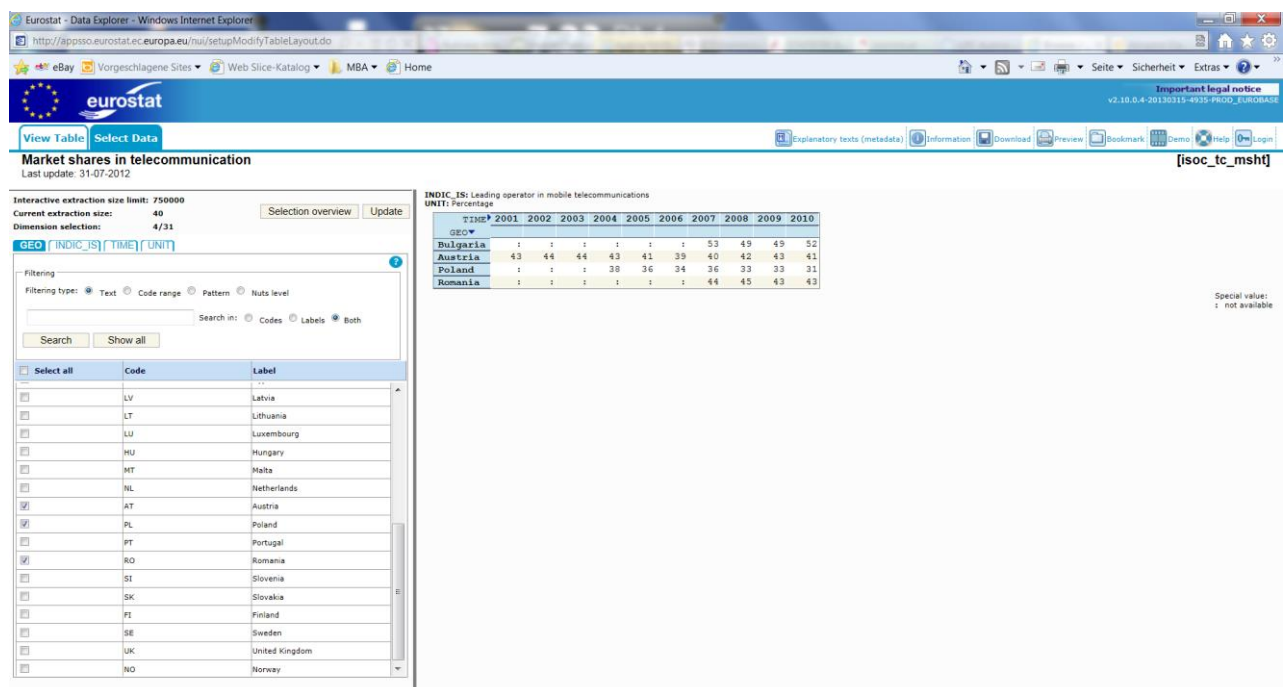 Eurostat - Data Explorer - Windows Internet Explorer
http://appsso.eurostat.ec.europa.eu/nui/setupModifyTableLayout.do
eBay Vorgeschlagene Sites Web Slice-Katalog MBA Home Seite Sicherheit Extras
eurostat
Important legal notice
v2.10.0.4-20130315-4935-PROD_EUROBASE
View Table Select Data Explanatory texts (metadata) Information Download Preview Bookmark Demo Help Login
Market shares in telecommunication [isoc_tc_msht]
Last update: 31-07-2012
Interactive extraction size limit: 750000
Current extraction size: 40
Dimension selection: 4/31
Selection overview Update
GEO INDIC_IS TIME UNIT
Filtering
Filtering type: Text Code range Pattern Nuts level
Search in: Codes Labels Both
Search Show all
Select all Code Label
LV Latvia
LT Lithuania
LU Luxembourg
HU Hungary
MT Malta
NL Netherlands
AT Austria
PL Poland
PT Portugal
RO Romania
SI Slovenia
SK Slovakia
FI Finland
SE Sweden
UK United Kingdom
NO Norway
INDIC_IS: Leading operator in mobile telecommunications
UNIT: Percentage
TIME 2001 2002 2003 2004 2005 2006 2007 2008 2009 2010
GEO
Bulgaria : : : : : : 53 49 49 52
Austria 43 44 44 43 41 39 40 42 43 41
Poland : : : 38 36 34 36 33 33 31
Romania : : : : : : 44 45 43 43
Special value:
: not available